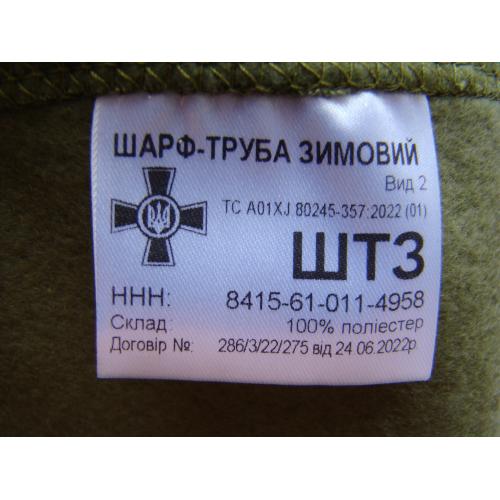 ШАРФ-ТРУБА ЗИМОВИЙ
Вид 2
ТС А01XJ.80245-357:2022 (01)
ШТЗ
ННН: 8415-61-011-4958
Склад: 100% поліестер
Договір №: 286/3/22/275 від 24.06.2022р.